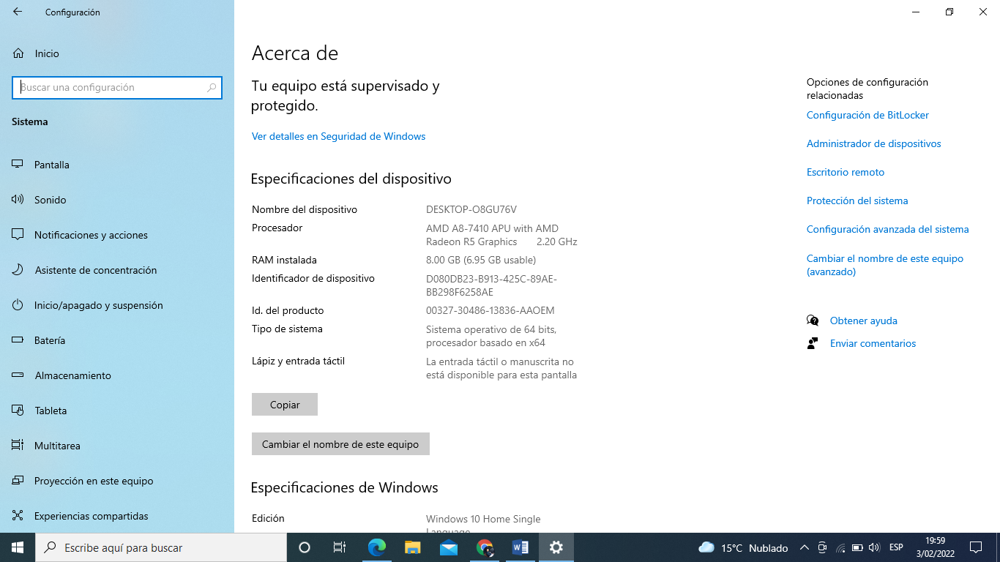 Configuración
Inicio
Buscar una configuración
Sistema
Pantalla
Sonido
Notificaciones y acciones
Asistente de concentración
Inicio/apagado y suspensión
Batería
Almacenamiento
Tableta
Multitarea
Proyección en este equipo
Experiencias compartidas
Acerca de
Tu equipo está supervisado y
protegido.
Ver detalles en Seguridad de Windows
Especificaciones del dispositivo
Nombre del dispositivo DESKTOP-O8GU76V
Procesador AMD A8-7410 APU with AMD
Radeon R5 Graphics 2.20 GHz
RAM instalada 8.00 GB (6.95 GB usable)
Identificador de dispositivo D080DB23-B913-425C-89AE-
BB298F6258AE
Id. del producto 00327-30486-13836-AAOEM
Tipo de sistema Sistema operativo de 64 bits,
procesador basado en x64
Lápiz y entrada táctil La entrada táctil o manuscrita no
está disponible para esta pantalla
Copiar
Cambiar el nombre de este equipo
Especificaciones de Windows
Edición Windows 10 Home Single
Language
Opciones de configuración
relacionadas
Configuración de BitLocker
Administrador de dispositivos
Escritorio remoto
Protección del sistema
Configuración avanzada del sistema
Cambiar el nombre de este equipo
(avanzado)
Obtener ayuda
Enviar comentarios
Escribe aquí para buscar
15°C Nublado
ESP
19:59
3/02/2022